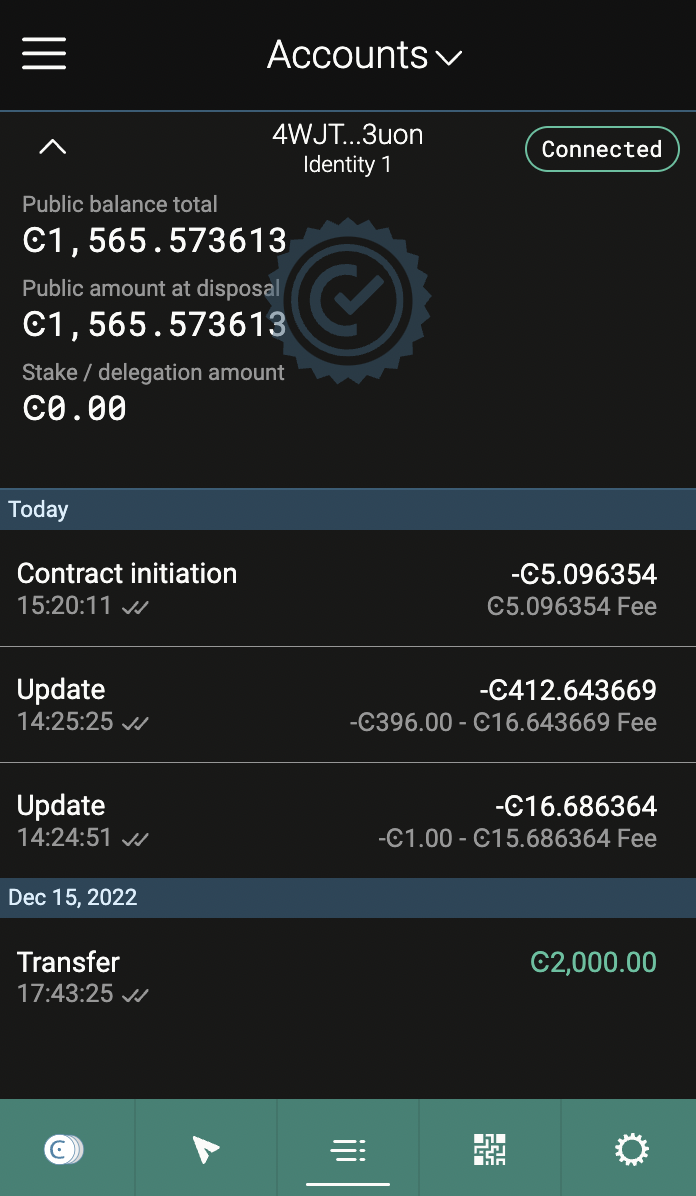 Accounts
4WJT...3uon
Identity 1
Connected
Public balance total
Ͼ1,565.573613
Public amount at disposal
Ͼ1,565.573613
Stake / delegation amount
Ͼ0.00
Today
Contract initiation
-Ͼ5.096354
15:20:11
Ͼ5.096354 Fee
Update
-Ͼ412.643669
14:25:25
-Ͼ396.00 - Ͼ16.643669 Fee
Update
-Ͼ16.686364
14:24:51
-Ͼ1.00 - Ͼ15.686364 Fee
Dec 15, 2022
Transfer
Ͼ2,000.00
17:43:25